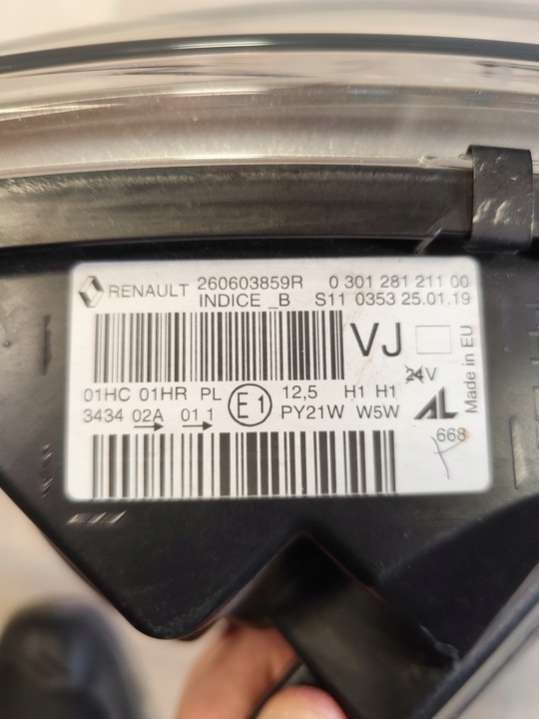 RENAULT 260603859R 0 301 281 211 00
INDICE _B S11 0353 25.01.19
VJ
24V
Made in EU
01HC 01HR PL E1 12,5 H1 H1
3434 02A 01 1 PY21W W5W AL
668